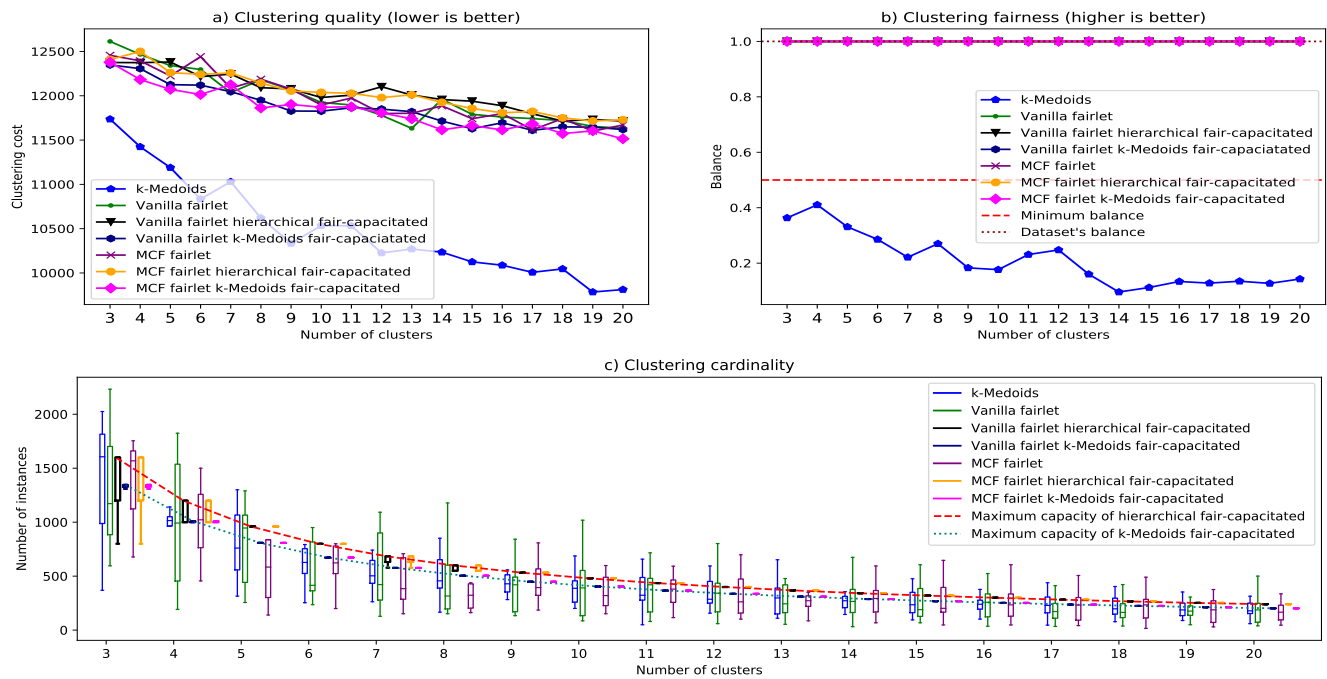 a) Clustering quality (lower is better)
12500
12000
11500
11000
10500
10000
Clustering cost
k-Medoids
Vanilla fairlet
Vanilla fairlet hierarchical fair-capacitated
Vanilla fairlet k-Medoids fair-capaciatated
MCF fairlet
MCF fairlet hierarchical fair-capacitated
MCF fairlet k-Medoids fair-capacitated
3 4 5 6 7 8 9 10 11 12 13 14 15 16 17 18 19 20
Number of clusters
b) Clustering fairness (higher is better)
1.0
0.8
0.6
0.4
0.2
Balance
k-Medoids
Vanilla fairlet
Vanilla fairlet hierarchical fair-capacitated
Vanilla fairlet k-Medoids fair-capaciatated
MCF fairlet
MCF fairlet hierarchical fair-capacitated
MCF fairlet k-Medoids fair-capacitated
Minimum balance
Dataset's balance
3 4 5 6 7 8 9 10 11 12 13 14 15 16 17 18 19 20
Number of clusters
c) Clustering cardinality
2000
1500
1000
500
0
Number of instances
k-Medoids
Vanilla fairlet
Vanilla fairlet hierarchical fair-capacitated
Vanilla fairlet k-Medoids fair-capacitated
MCF fairlet
MCF fairlet hierarchical fair-capacitated
MCF fairlet k-Medoids fair-capacitated
Maximum capacity of hierarchical fair-capacitated
Maximum capacity of k-Medoids fair-capacitated
3 4 5 6 7 8 9 10 11 12 13 14 15 16 17 18 19 20
Number of clusters